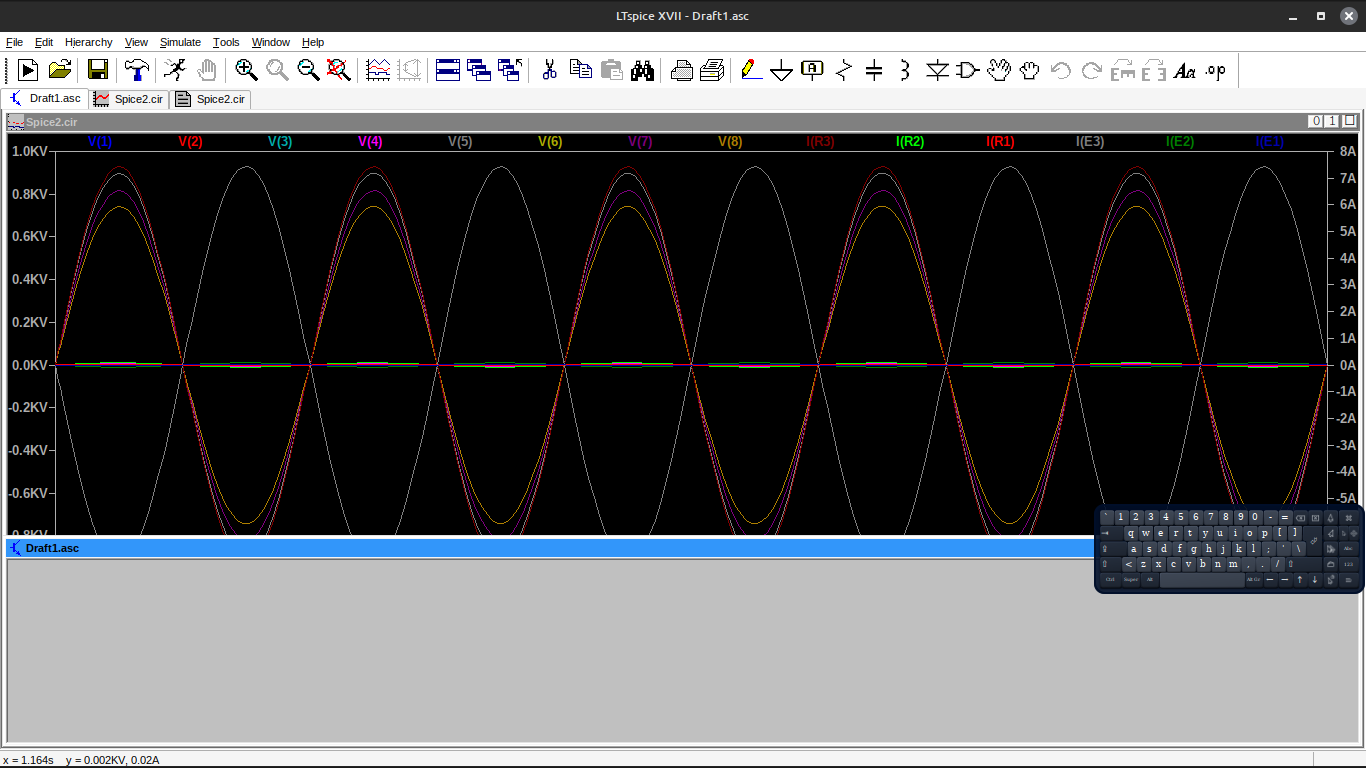 LTspice XVII - Draft1.asc
File Edit Hierarchy View Simulate Tools Window Help
A Aa .op
Draft1.asc Spice2.cir Spice2.cir
Spice2.cir 0 1
V(1) V(2) V(3) V(4) V(5) V(6) V(7) V(8) I(R3) I(R2) I(R1) I(E3) I(E2) I(E1)
1.0KV 8A
0.8KV 7A
6A
0.6KV 5A
0.4KV 4A
3A
0.2KV 2A
1A
0.0KV 0A
-1A
-0.2KV -2A
-3A
-0.4KV -4A
-0.6KV -5A
-0.8KV
` 1 2 3 4 5 6 7 8 9 0 - =
q w e r t y u i o p [ ]
a s d f g h j k l ; ' \
Abc
< z x c v b n m , . /
123
Ctrl Super Alt Alt Gr ← → ↑ ↓
Draft1.asc
x = 1.164s y = 0.002KV, 0.02A